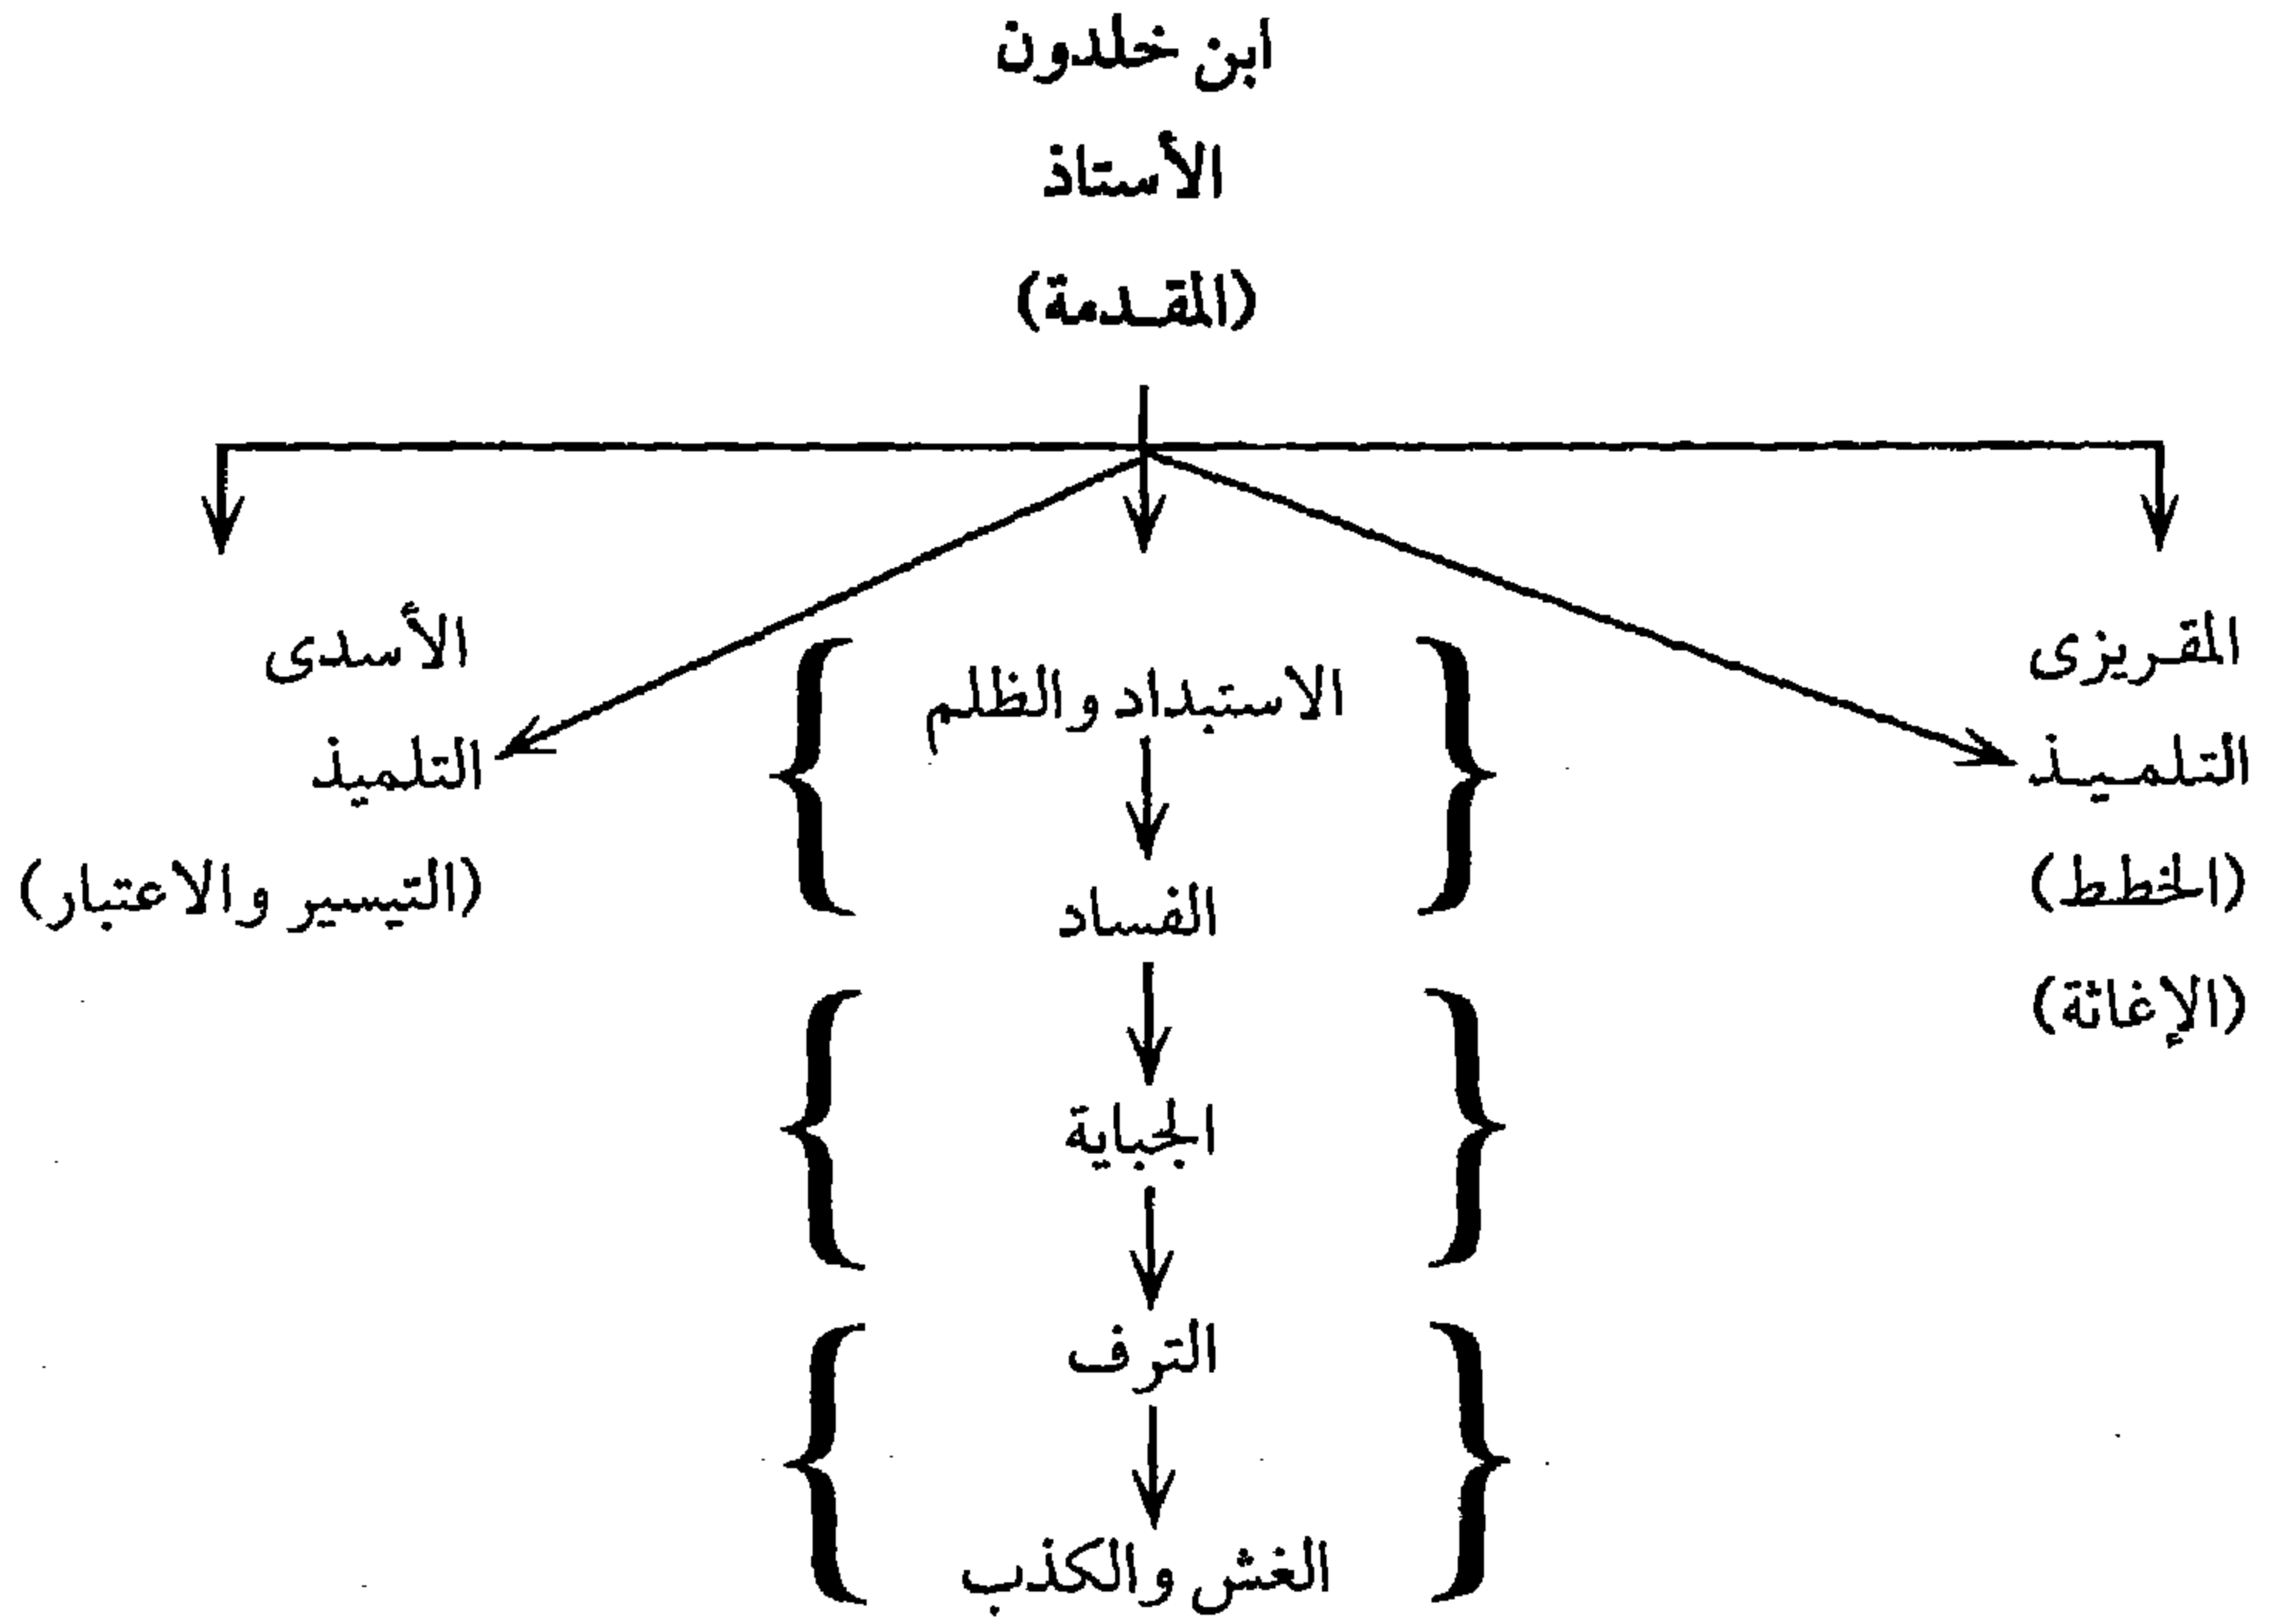 ابن خلدون
الأستاذ
(المقدمة)
المقريزى
التلميذ
(الخطط)
(الإغاثة)
الاستبداد والظلم
الفساد
الجباية
الترف
الغش والكذب
الأسدى
التلميذ
(التيسير والاعتبار)